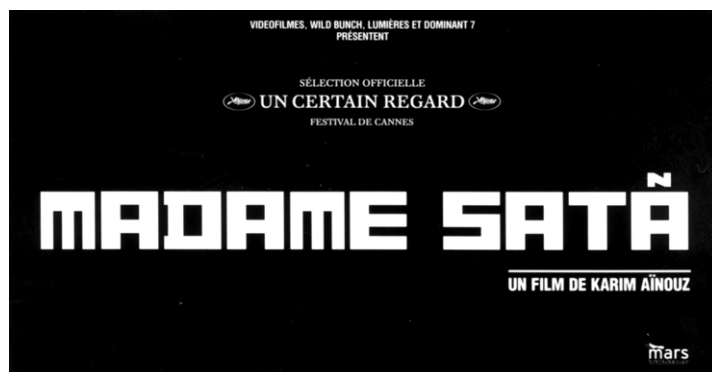 VIDEOFILMES, WILD BUNCH, LUMIÈRES ET DOMINANT 7
PRÉSENTENT
SÉLECTION OFFICIELLE
UN CERTAIN REGARD
FESTIVAL DE CANNES
MADAME SATÃ
UN FILM DE KARIM AÏNOUZ
mars